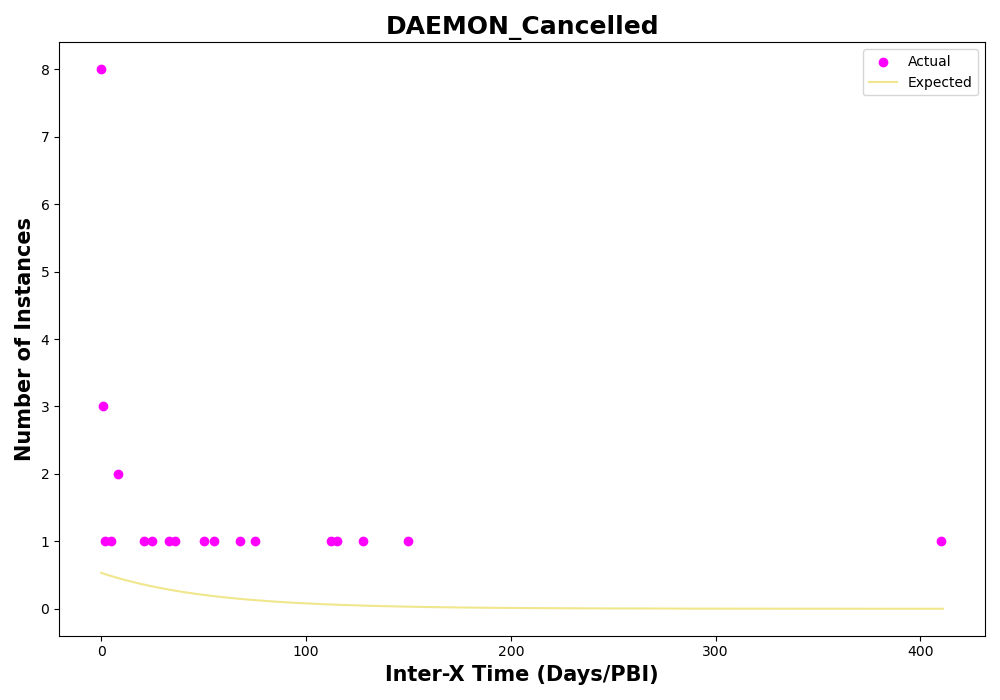 DAEMON_Cancelled
Actual
Expected
8
7
6
5
4
3
2
1
0
Number of Instances
0 100 200 300 400
Inter-X Time (Days/PBI)